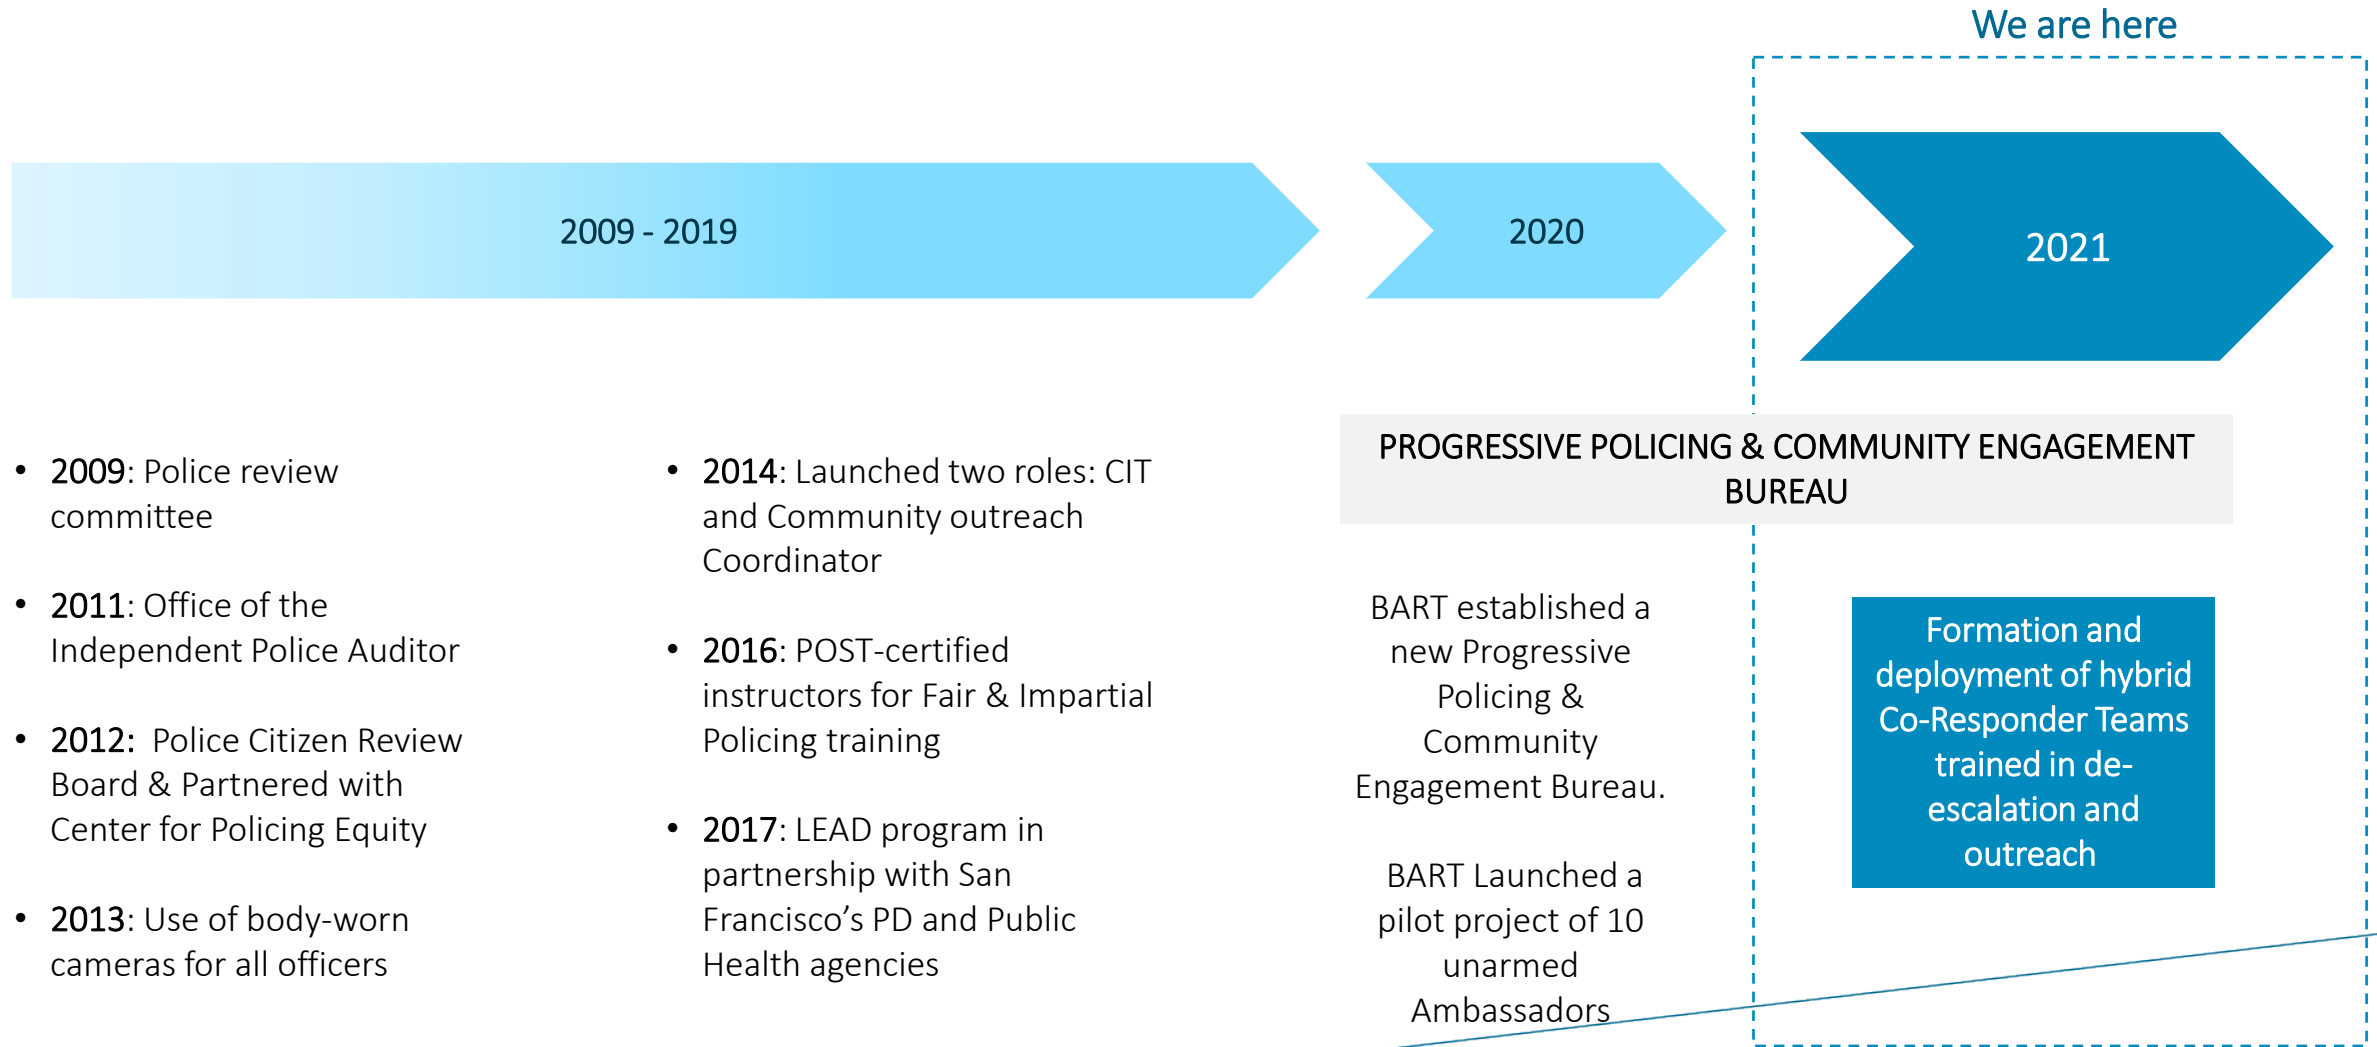 We are here
2009 - 2019
2020
2021
• 2009: Police review
committee
• 2011: Office of the
Independent Police Auditor
• 2012:  Police Citizen Review
Board & Partnered with
Center for Policing Equity
• 2013: Use of body-worn
cameras for all officers
• 2014: Launched two roles: CIT
and Community outreach
Coordinator
• 2016: POST-certified
instructors for Fair & Impartial
Policing training
• 2017: LEAD program in
partnership with San
Francisco’s PD and Public
Health agencies
PROGRESSIVE POLICING & COMMUNITY ENGAGEMENT
BUREAU
BART established a
new Progressive
Policing &
Community
Engagement Bureau.
BART Launched a
pilot project of 10
unarmed
Ambassadors
Formation and
deployment of hybrid
Co-Responder Teams
trained in de-
escalation and
outreach